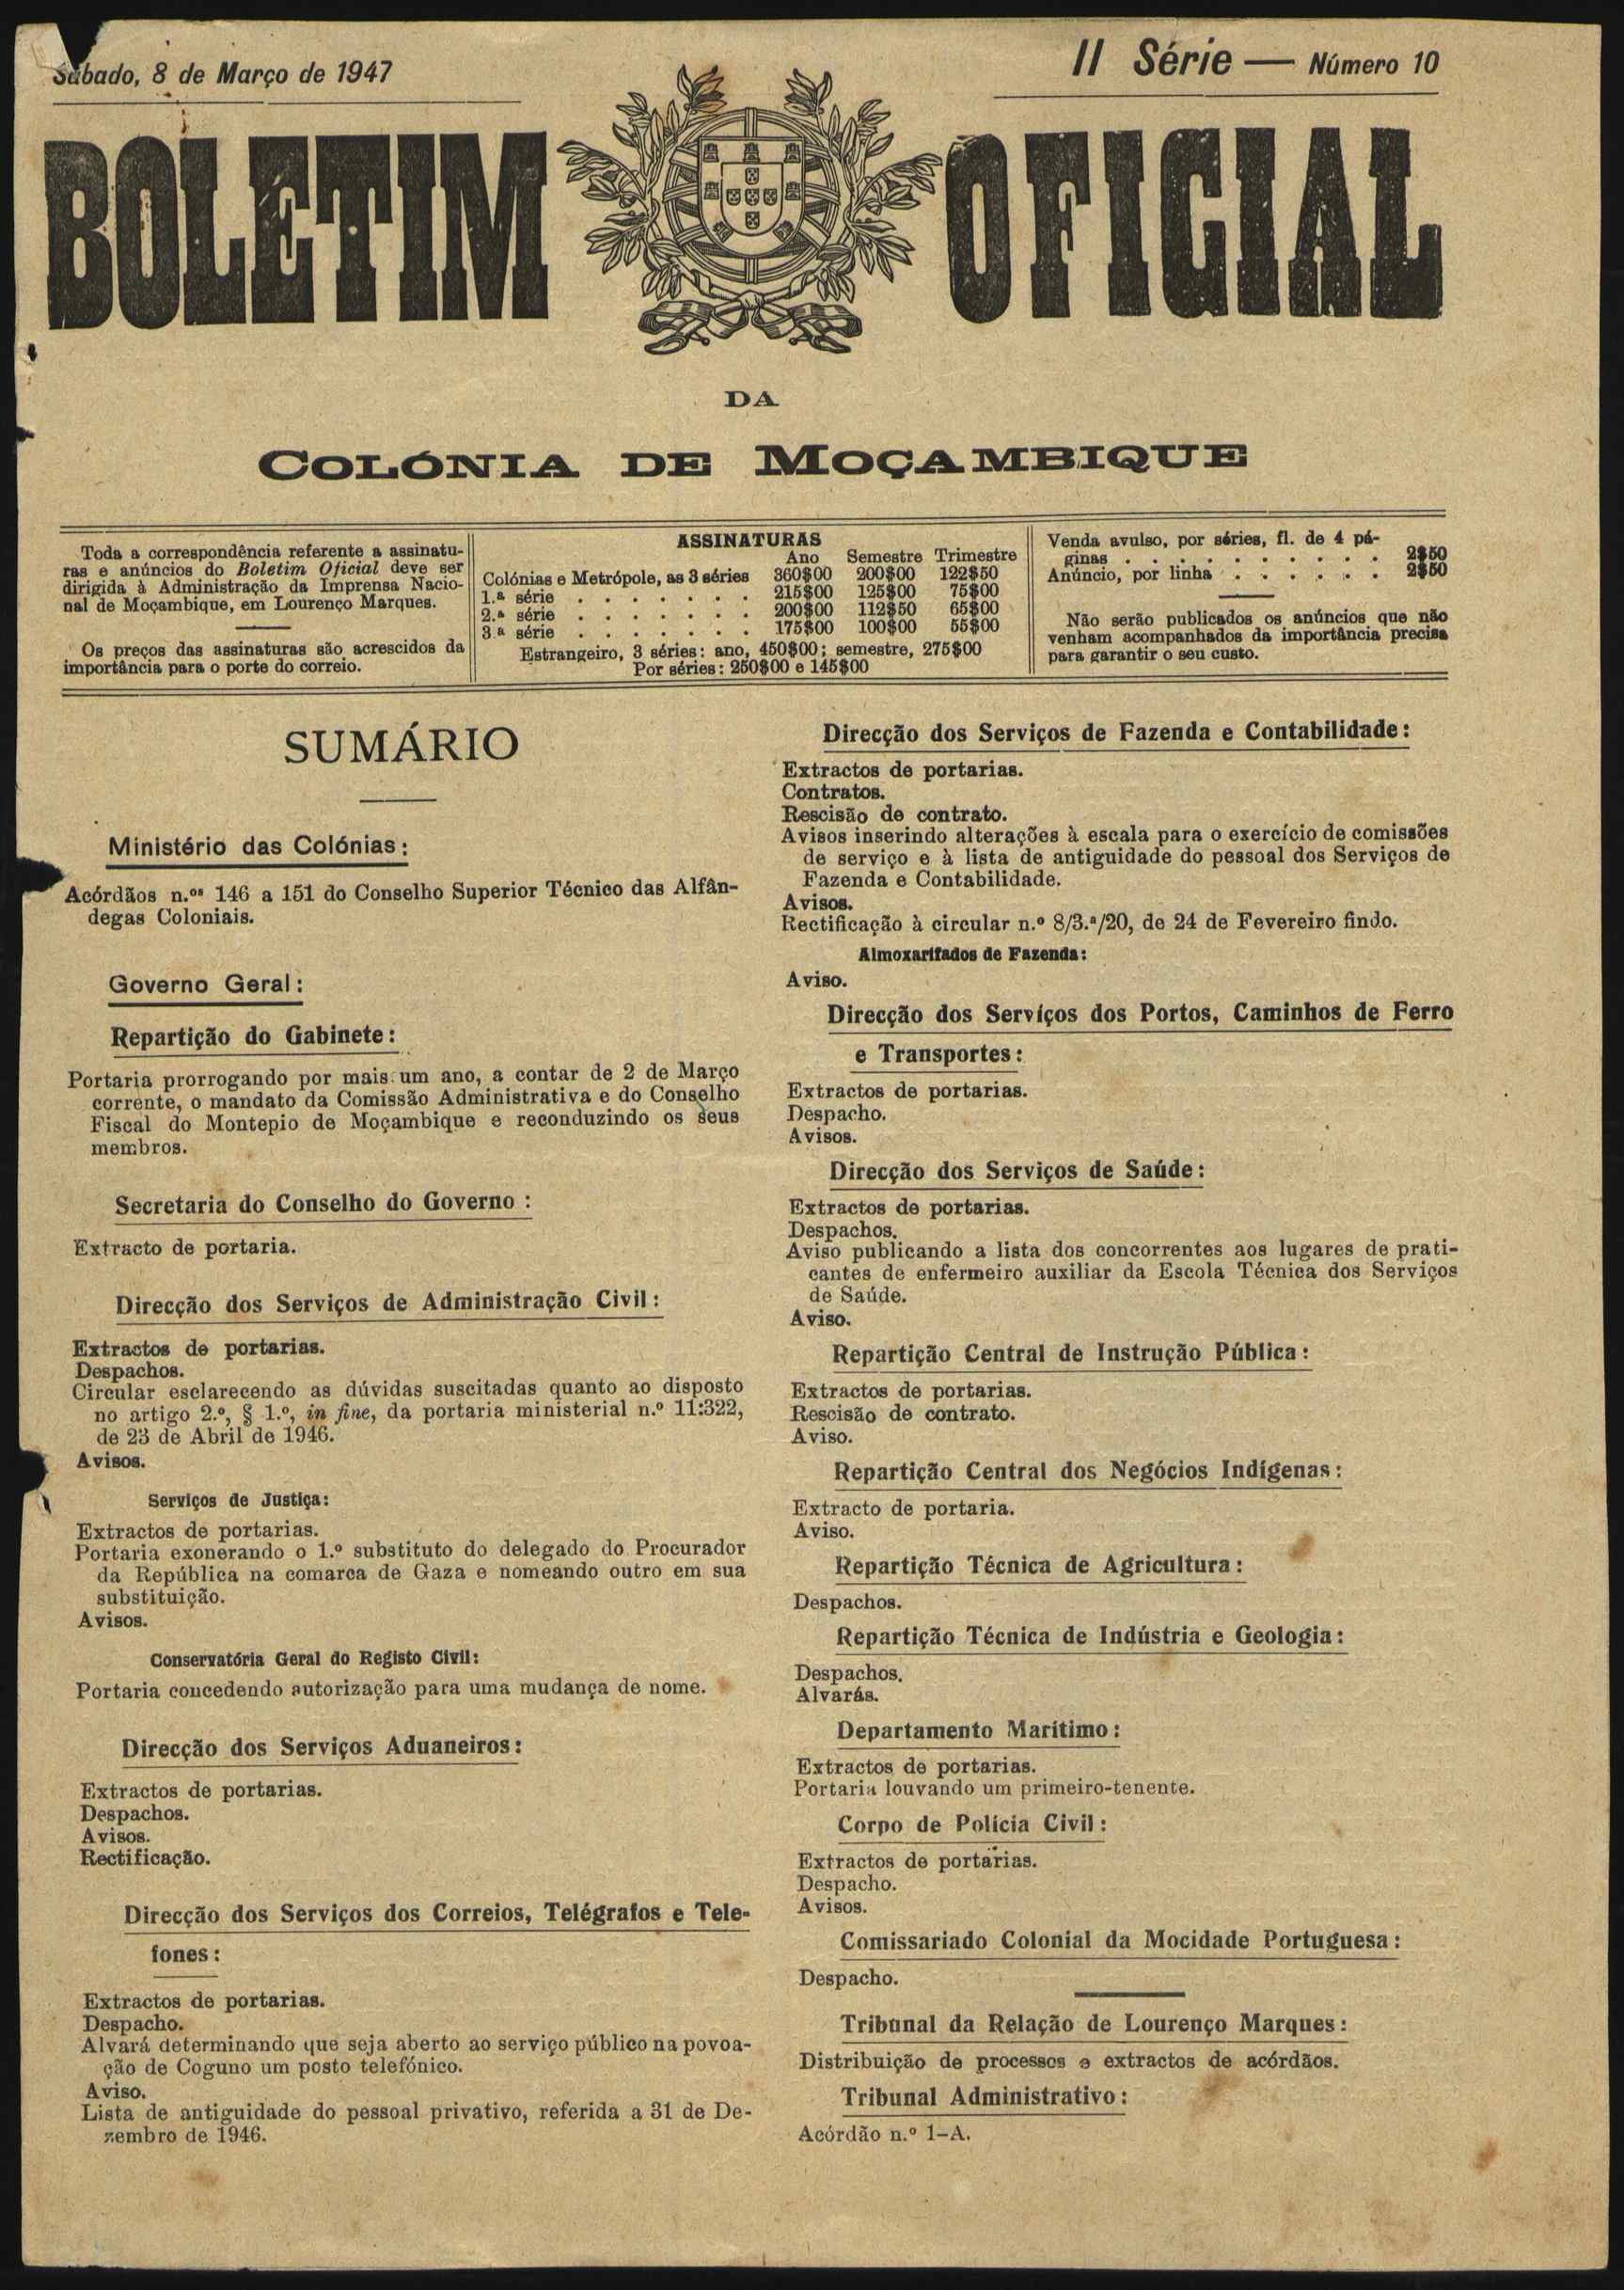 Sábado, 8 de Março de 1947
II Série — Número 10
BOLETIM OFICIAL
DA
COLÓNIA DE MOÇAMBIQUE
Toda a correspondência referente a assinatu-
ras e anúncios do Boletim Oficial deve ser
dirigida à Administração da Imprensa Nacio-
nal de Moçambique, em Lourenço Marques.
Os preços das assinaturas são acrescidos da
importância para o porte do correio.
ASSINATURAS
Ano Semestre Trimestre
Colónias e Metrópole, as 3 séries 360$00 200$00 122$50
1.ª série . . . . . . . 215$00 125$00 75$00
2.ª série . . . . . . . 200$00 112$50 65$00
3.ª série . . . . . . . 175$00 100$00 55$00
Estrangeiro, 3 séries: ano, 450$00; semestre, 275$00
Por séries: 250$00 e 145$00
Venda avulso, por séries, fl. de 4 pá-
ginas . . . . . . . . . . 2$50
Anúncio, por linha . . . . . . 2$50
Não serão publicados os anúncios que não
venham acompanhados da importância precisa
para garantir o seu custo.
SUMÁRIO
Ministério das Colónias:
Acórdãos n.os 146 a 151 do Conselho Superior Técnico das Alfân-
degas Coloniais.
Governo Geral:
Repartição do Gabinete:
Portaria prorrogando por mais um ano, a contar de 2 de Março
corrente, o mandato da Comissão Administrativa e do Conselho
Fiscal do Montepio de Moçambique e reconduzindo os seus
membros.
Secretaria do Conselho do Governo :
Extracto de portaria.
Direcção dos Serviços de Administração Civil:
Extractos de portarias.
Despachos.
Circular esclarecendo as dúvidas suscitadas quanto ao disposto
no artigo 2.º, § 1.º, in fine, da portaria ministerial n.º 11:322,
de 23 de Abril de 1946.
Avisos.
Serviços de Justiça:
Extractos de portarias.
Portaria exonerando o 1.º substituto do delegado do Procurador
da República na comarca de Gaza e nomeando outro em sua
substituição.
Avisos.
Conservatória Geral do Registo Civil:
Portaria concedendo autorização para uma mudança de nome.
Direcção dos Serviços Aduaneiros:
Extractos de portarias.
Despachos.
Avisos.
Rectificação.
Direcção dos Serviços dos Correios, Telégrafos e Tele-
fones:
Extractos de portarias.
Despacho.
Alvará determinando que seja aberto ao serviço público na povoa-
ção de Coguno um posto telefónico.
Aviso.
Lista de antiguidade do pessoal privativo, referida a 31 de De-
zembro de 1946.
Direcção dos Serviços de Fazenda e Contabilidade:
Extractos de portarias.
Contratos.
Rescisão de contrato.
Avisos inserindo alterações à escala para o exercício de comissões
de serviço e à lista de antiguidade do pessoal dos Serviços de
Fazenda e Contabilidade.
Avisos.
Rectificação à circular n.º 8/3.ª/20, de 24 de Fevereiro findo.
Almoxarifados de Fazenda:
Aviso.
Direcção dos Serviços dos Portos, Caminhos de Ferro
e Transportes:
Extractos de portarias.
Despacho.
Avisos.
Direcção dos Serviços de Saúde:
Extractos de portarias.
Despachos.
Aviso publicando a lista dos concorrentes aos lugares de prati-
cantes de enfermeiro auxiliar da Escola Técnica dos Serviços
de Saúde.
Aviso.
Repartição Central de Instrução Pública:
Extractos de portarias.
Rescisão de contrato.
Aviso.
Repartição Central dos Negócios Indígenas:
Extracto de portaria.
Aviso.
Repartição Técnica de Agricultura:
Despachos.
Repartição Técnica de Indústria e Geologia:
Despachos.
Alvarás.
Departamento Marítimo:
Extractos de portarias.
Portaria louvando um primeiro-tenente.
Corpo de Polícia Civil:
Extractos de portarias.
Despacho.
Avisos.
Comissariado Colonial da Mocidade Portuguesa:
Despacho.
Tribunal da Relação de Lourenço Marques:
Distribuição de processos e extractos de acórdãos.
Tribunal Administrativo:
Acórdão n.º 1-A.